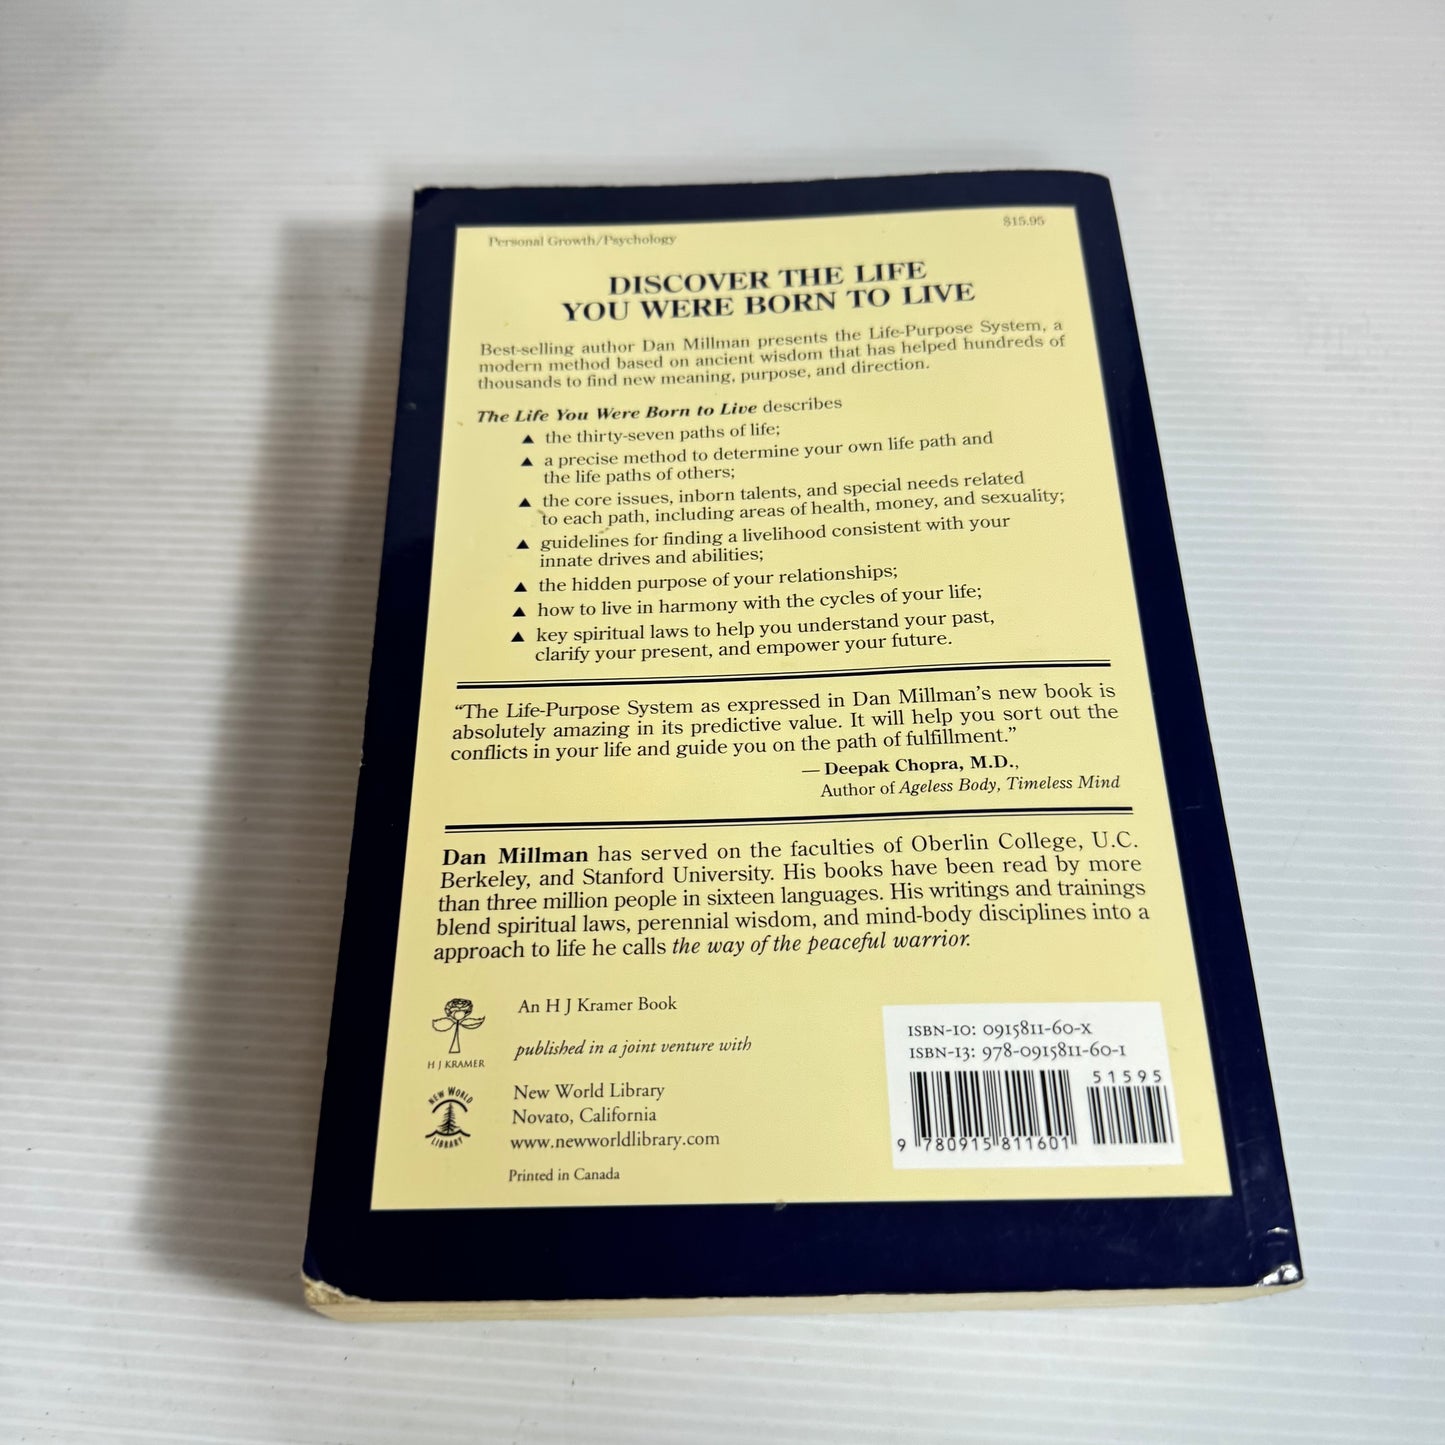 Personal Growth/Psychology
$15.95
DISCOVER THE LIFE
YOU WERE BORN TO LIVE
Best-selling author Dan Millman presents the Life-Purpose System, a
modern method based on ancient wisdom that has helped hundreds of
thousands to find new meaning, purpose, and direction.
The Life You Were Born to Live describes
▲ the thirty-seven paths of life;
▲ a precise method to determine your own life path and
the life paths of others;
▲ the core issues, inborn talents, and special needs related
to each path, including areas of health, money, and sexuality;
▲ guidelines for finding a livelihood consistent with your
innate drives and abilities;
▲ the hidden purpose of your relationships;
▲ how to live in harmony with the cycles of your life;
▲ key spiritual laws to help you understand your past,
clarify your present, and empower your future.
“The Life-Purpose System as expressed in Dan Millman’s new book is
absolutely amazing in its predictive value. It will help you sort out the
conflicts in your life and guide you on the path of fulfillment.”
— Deepak Chopra, M.D.,
Author of Ageless Body, Timeless Mind
Dan Millman has served on the faculties of Oberlin College, U.C.
Berkeley, and Stanford University. His books have been read by more
than three million people in sixteen languages. His writings and trainings
blend spiritual laws, perennial wisdom, and mind-body disciplines into a
approach to life he calls the way of the peaceful warrior.
An H J Kramer Book
H J KRAMER
published in a joint venture with
NEW WORLD
LIBRARY
New World Library
Novato, California
www.newworldlibrary.com
Printed in Canada
ISBN-10: 0915811-60-X
ISBN-13: 978-0915811-60-1
51595
9 780915 811601